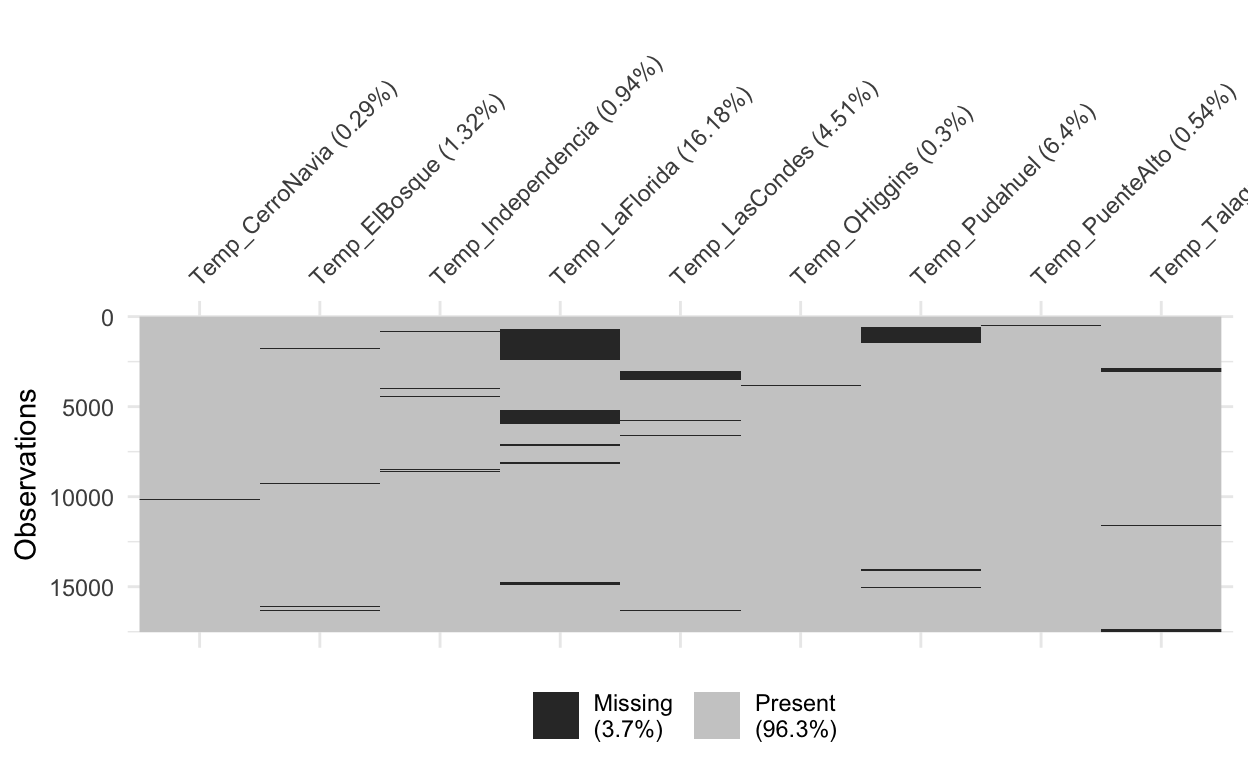 Temp_CerroNavia (0.29%)
Temp_ElBosque (1.32%)
Temp_Independencia (0.94%)
Temp_LaFlorida (16.18%)
Temp_LasCondes (4.51%)
Temp_OHiggins (0.3%)
Temp_Pudahuel (6.4%)
Temp_PuenteAlto (0.54%)
Temp_Talag
Observations
0
5000
10000
15000
Missing
(3.7%)
Present
(96.3%)